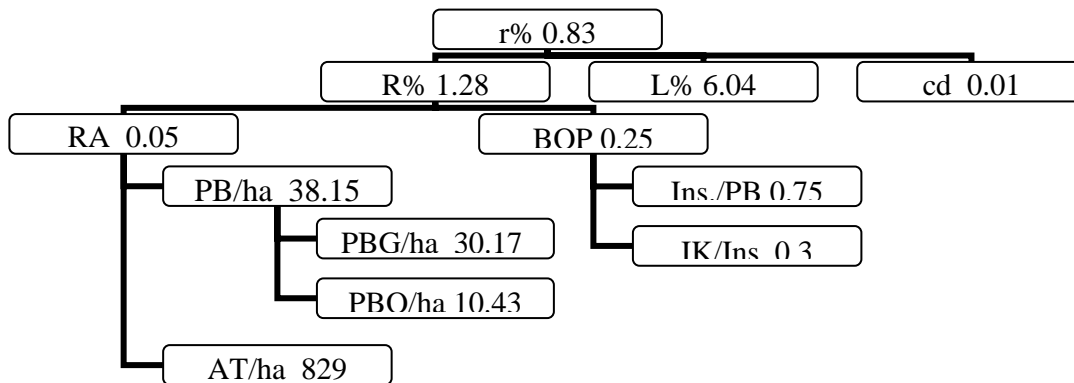 r% 0.83
R% 1.28
L% 6.04
cd 0.01
RA 0.05
BOP 0.25
PB/ha 38.15
Ins./PB 0.75
PBG/ha 30.17
IK/Ins 0.3
PBO/ha 10.43
AT/ha 829